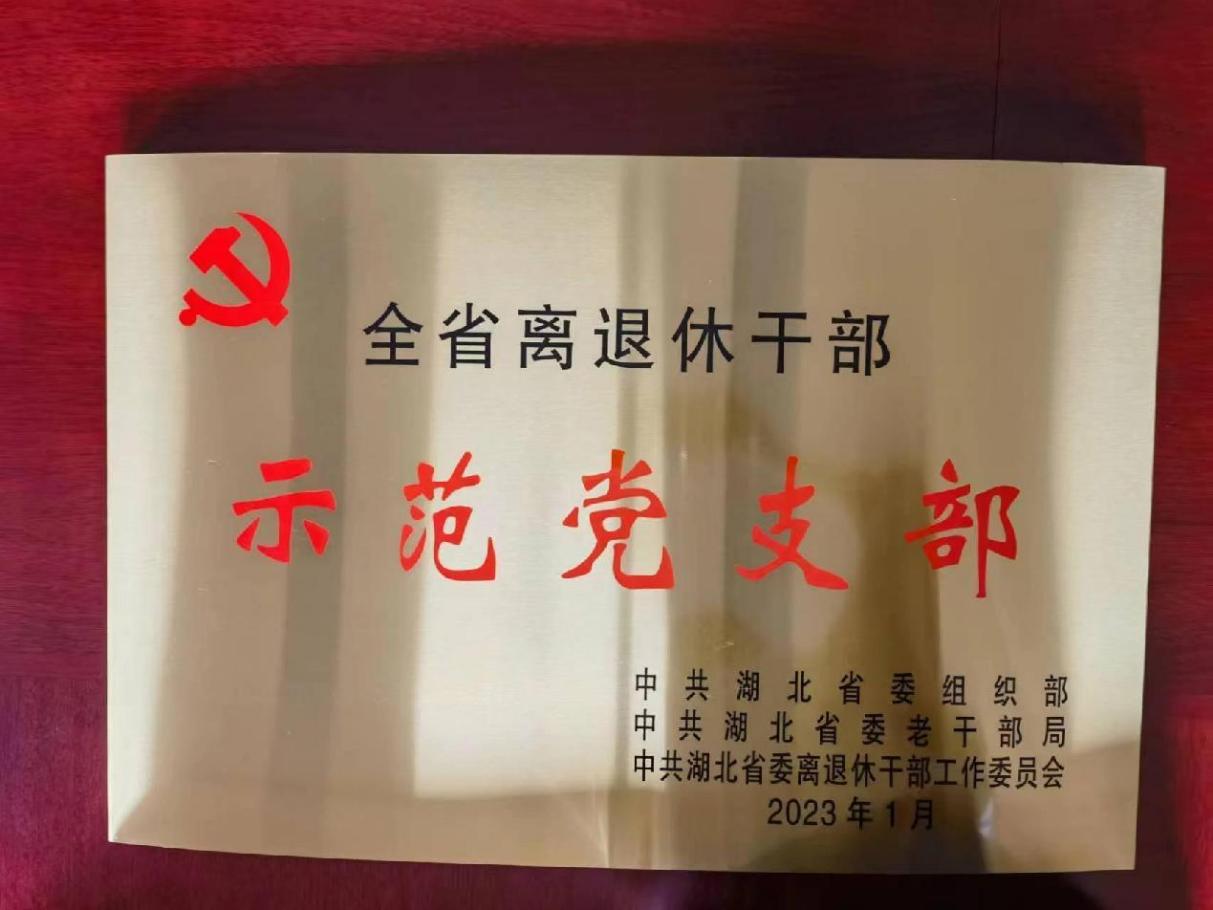 全省离退休干部
示范党支部
中共湖北省委组织部
中共湖北省委老干部局
中共湖北省委离退休干部工作委员会
2023年1月